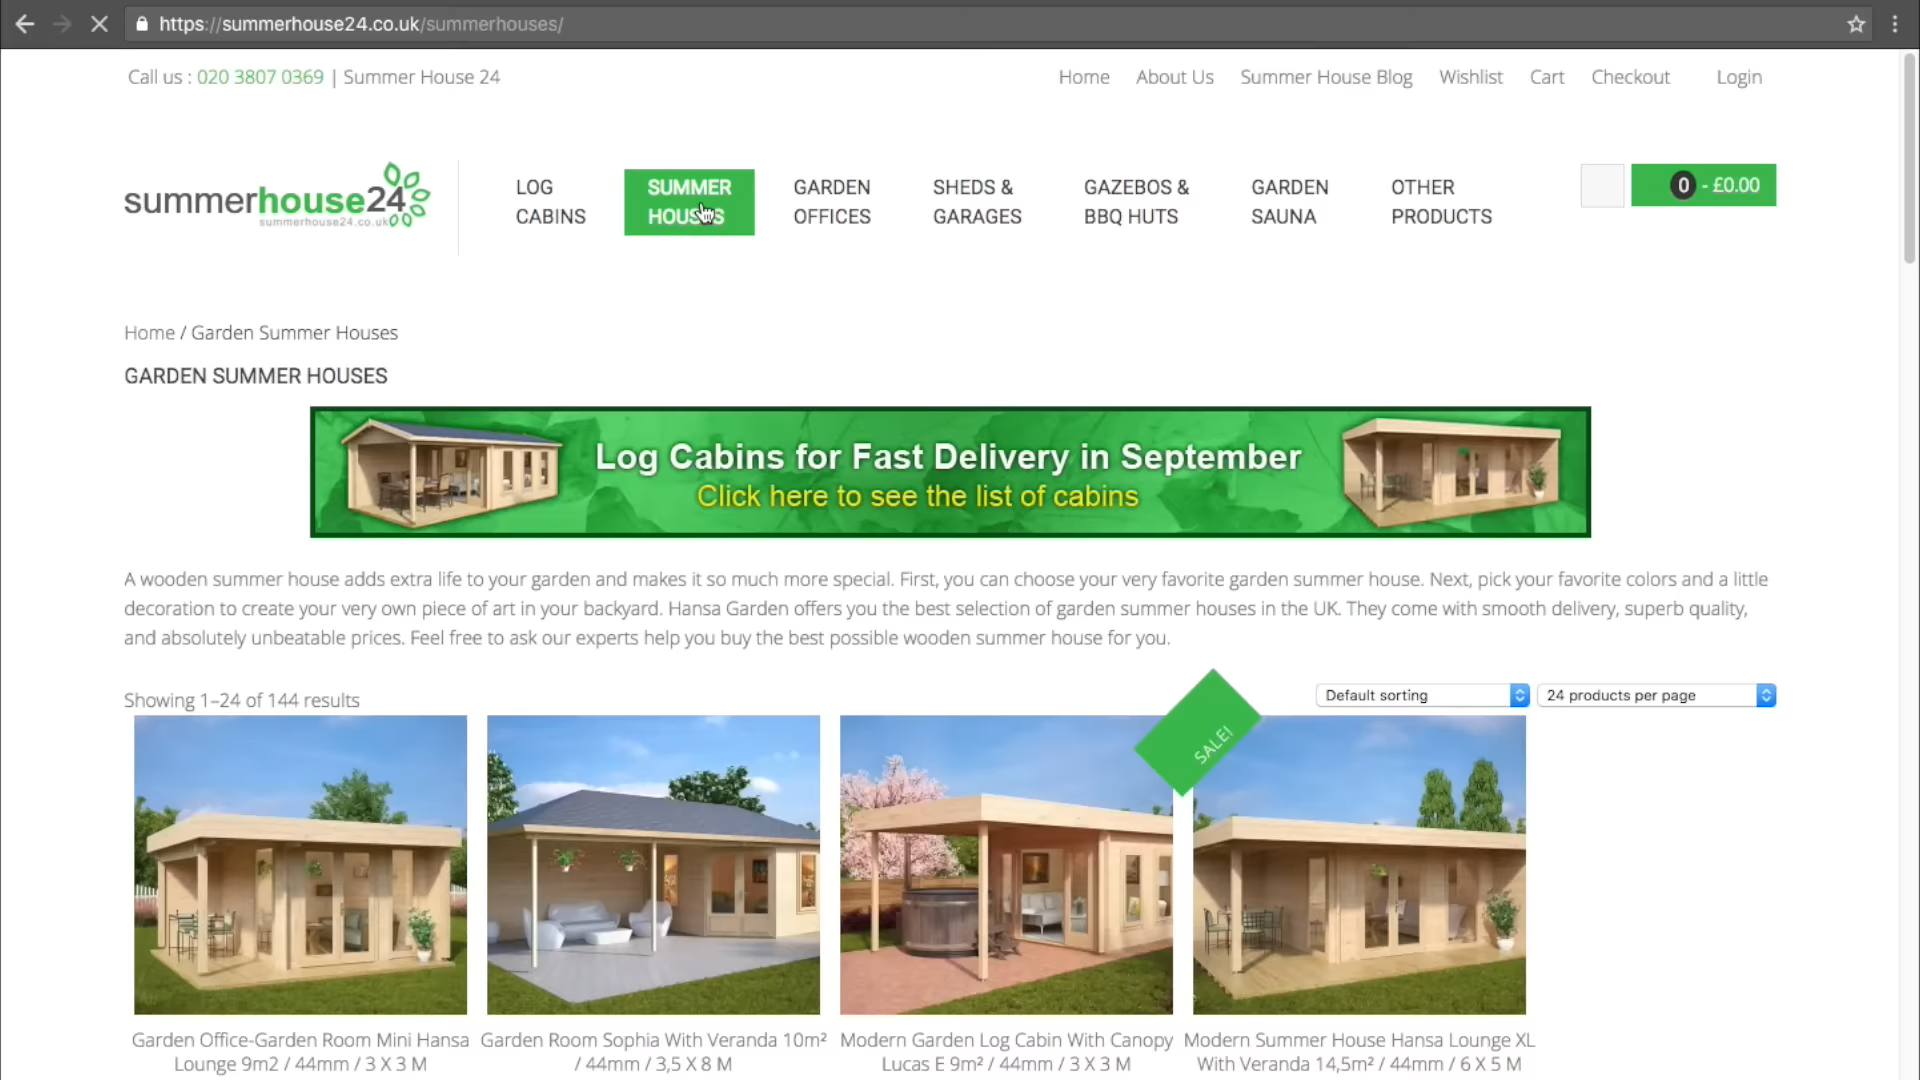 https://summerhouse24.co.uk/summerhouses/
Call us : 020 3807 0369 | Summer House 24
Home About Us Summer House Blog Wishlist Cart Checkout Login
summerhouse24
summerhouse24.co.uk
LOG CABINS
SUMMER HOUSES
GARDEN OFFICES
SHEDS & GARAGES
GAZEBOS & BBQ HUTS
GARDEN SAUNA
OTHER PRODUCTS
0 - £0.00
Home / Garden Summer Houses
GARDEN SUMMER HOUSES
Log Cabins for Fast Delivery in September
Click here to see the list of cabins
A wooden summer house adds extra life to your garden and makes it so much more special. First, you can choose your very favorite garden summer house. Next, pick your favorite colors and a little
decoration to create your very own piece of art in your backyard. Hansa Garden offers you the best selection of garden summer houses in the UK. They come with smooth delivery, superb quality,
and absolutely unbeatable prices. Feel free to ask our experts help you buy the best possible wooden summer house for you.
Showing 1–24 of 144 results
Default sorting
24 products per page
SALE!
Garden Office-Garden Room Mini Hansa
Lounge 9m2 / 44mm / 3 X 3 M
Garden Room Sophia With Veranda 10m²
/ 44mm / 3,5 X 8 M
Modern Garden Log Cabin With Canopy
Lucas E 9m² / 44mm / 3 X 3 M
Modern Summer House Hansa Lounge XL
With Veranda 14,5m² / 44mm / 6 X 5 M